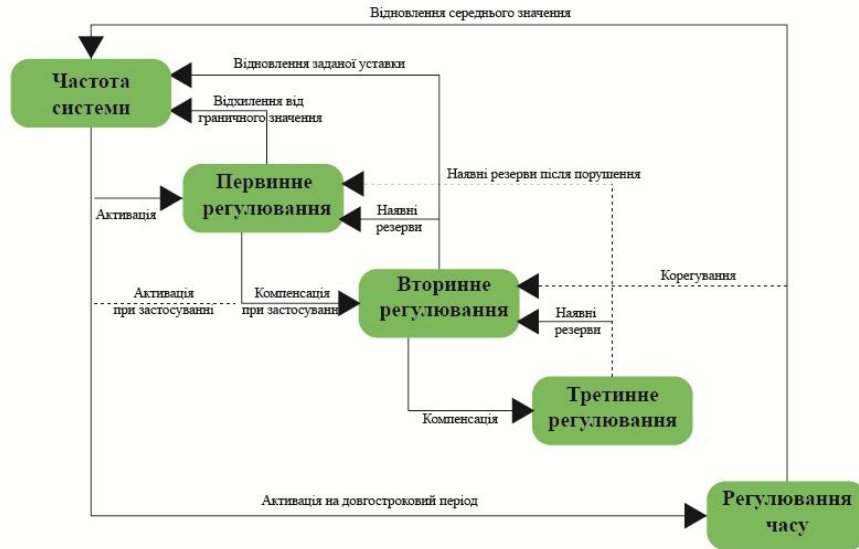 Відновлення середнього значення
Частота
системи
Відновлення заданої уставки
Відхилення від
граничного значення
Первинне
регулювання
Наявні резерви після порушення
Активація
Наявні
резерви
Вторинне
регулювання
Корегування
Активація
при застосуванні
Компенсація
при застосуванні
Наявні
резерви
Третинне
регулювання
Компенсація
Активація на довгостроковий період
Регулювання
часу